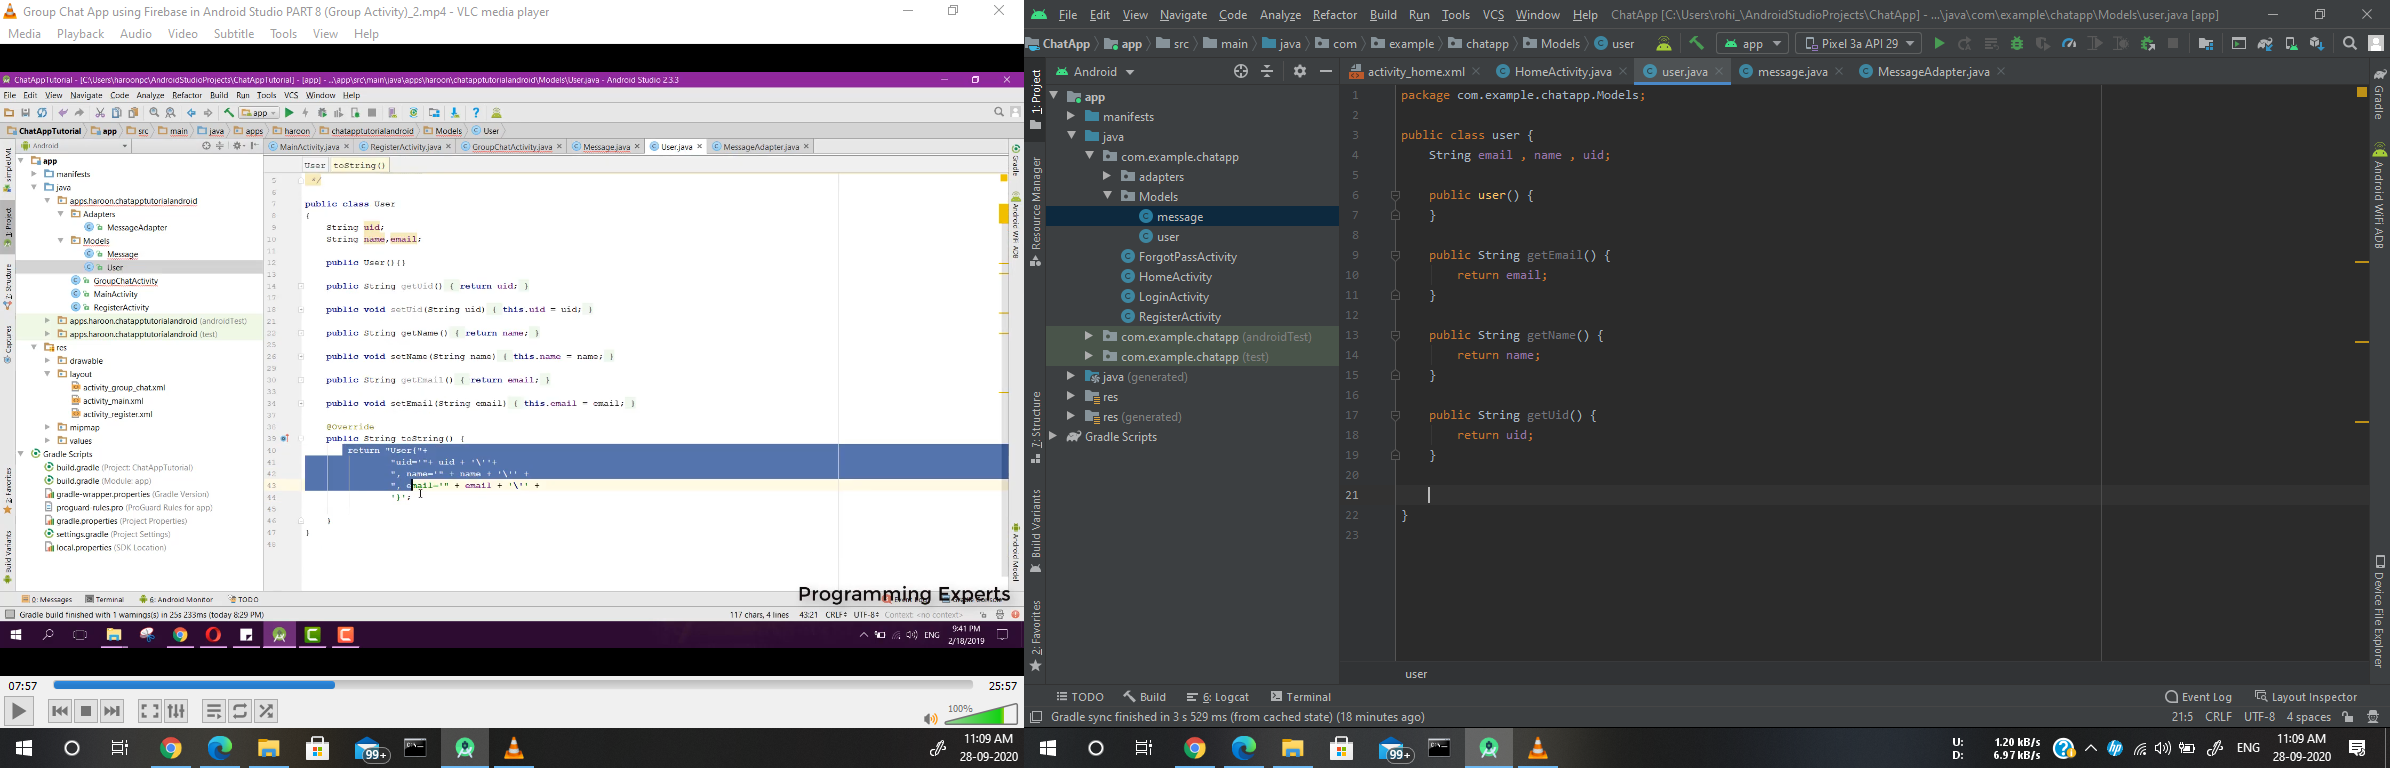 Group Chat App using Firebase in Android Studio PART 8 (Group Activity)_2.mp4 - VLC media player
Media Playback Audio Video Subtitle Tools View Help
ChatAppTutorial - [C:\Users\haroonpc\AndroidStudioProjects\ChatAppTutorial] - [app] - ...\app\src\main\java\apps\haroon\chatapptutorialandroid\Models\User.java - Android Studio 2.3.3
File Edit View Navigate Code Analyze Refactor Build Run Tools VCS Window Help
app
ChatAppTutorial app src main java apps haroon chatapptutorialandroid Models User
Android
MainActivity.java RegisterActivity.java GroupChatActivity.java Message.java User.java MessageAdapter.java
User toString()
app
manifests
java
apps.haroon.chatapptutorialandroid
Adapters
MessageAdapter
Models
Message
User
GroupChatActivity
MainActivity
RegisterActivity
apps.haroon.chatapptutorialandroid (androidTest)
apps.haroon.chatapptutorialandroid (test)
res
drawable
layout
activity_group_chat.xml
activity_main.xml
activity_register.xml
mipmap
values
Gradle Scripts
build.gradle (Project: ChatAppTutorial)
build.gradle (Module: app)
gradle-wrapper.properties (Gradle Version)
proguard-rules.pro (ProGuard Rules for app)
gradle.properties (Project Properties)
settings.gradle (Project Settings)
local.properties (SDK Location)
*/
public class User
{
String uid;
String name,email;
public User(){}
public String getUid() { return uid; }
public void setUid(String uid) { this.uid = uid; }
public String getName() { return name; }
public void setName(String name) { this.name = name; }
public String getEmail() { return email; }
public void setEmail(String email) { this.email = email; }
@Override
public String toString() {
return "User{"+
"uid='"+ uid + '\''+
", name='" + name + '\'' +
", email='" + email + '\'' +
'}';
}
}
Programming Experts
0: Messages Terminal 6: Android Monitor TODO
Gradle build finished with 1 warnings(s) in 25s 233ms (today 8:29 PM)
117 chars, 4 lines 43:21 CRLF UTF-8 Context: <no context>
ENG 9:41 PM
2/18/2019
07:57 25:57
100%
99+ 11:09 AM
28-09-2020
File Edit View Navigate Code Analyze Refactor Build Run Tools VCS Window Help ChatApp [C:\Users\rohi_\AndroidStudioProjects\ChatApp] - ...\java\com\example\chatapp\Models\user.java [app]
ChatApp app src main java com example chatapp Models user app Pixel 3a API 29
Android
activity_home.xml HomeActivity.java user.java message.java MessageAdapter.java
1: Project
Resource Manager
7: Structure
Build Variants
2: Favorites
app
manifests
java
com.example.chatapp
adapters
Models
message
user
ForgotPassActivity
HomeActivity
LoginActivity
RegisterActivity
com.example.chatapp (androidTest)
com.example.chatapp (test)
java (generated)
res
res (generated)
Gradle Scripts
1 package com.example.chatapp.Models;
2
3 public class user {
4 String email , name , uid;
5
6 public user() {
7 }
8
9 public String getEmail() {
10 return email;
11 }
12
13 public String getName() {
14 return name;
15 }
16
17 public String getUid() {
18 return uid;
19 }
20
21
22 }
23
user
Gradle
Android WiFi ADB
Device File Explorer
TODO Build 6: Logcat Terminal Event Log Layout Inspector
Gradle sync finished in 3 s 529 ms (from cached state) (18 minutes ago) 21:5 CRLF UTF-8 4 spaces
99+ U: 1.20 kB/s
D: 6.97 kB/s
ENG 11:09 AM
28-09-2020